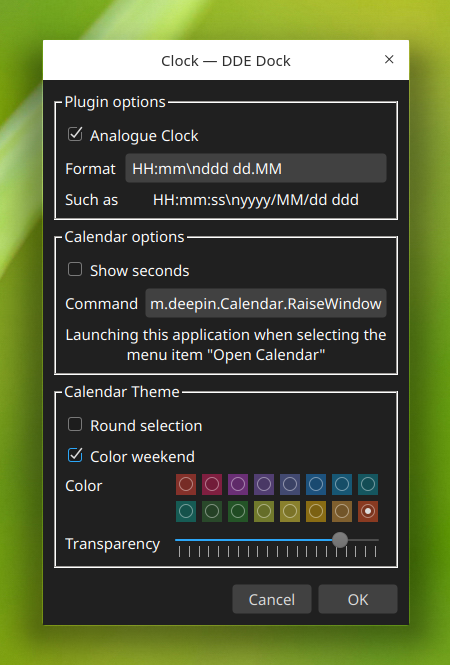 Clock — DDE Dock
Plugin options
Analogue Clock
Format HH:mm\nddd dd.MM
Such as HH:mm:ss\nyyyy/MM/dd ddd
Calendar options
Show seconds
Command m.deepin.Calendar.RaiseWindow
Launching this application when selecting the
menu item "Open Calendar"
Calendar Theme
Round selection
Color weekend
Color
Transparency
Cancel OK